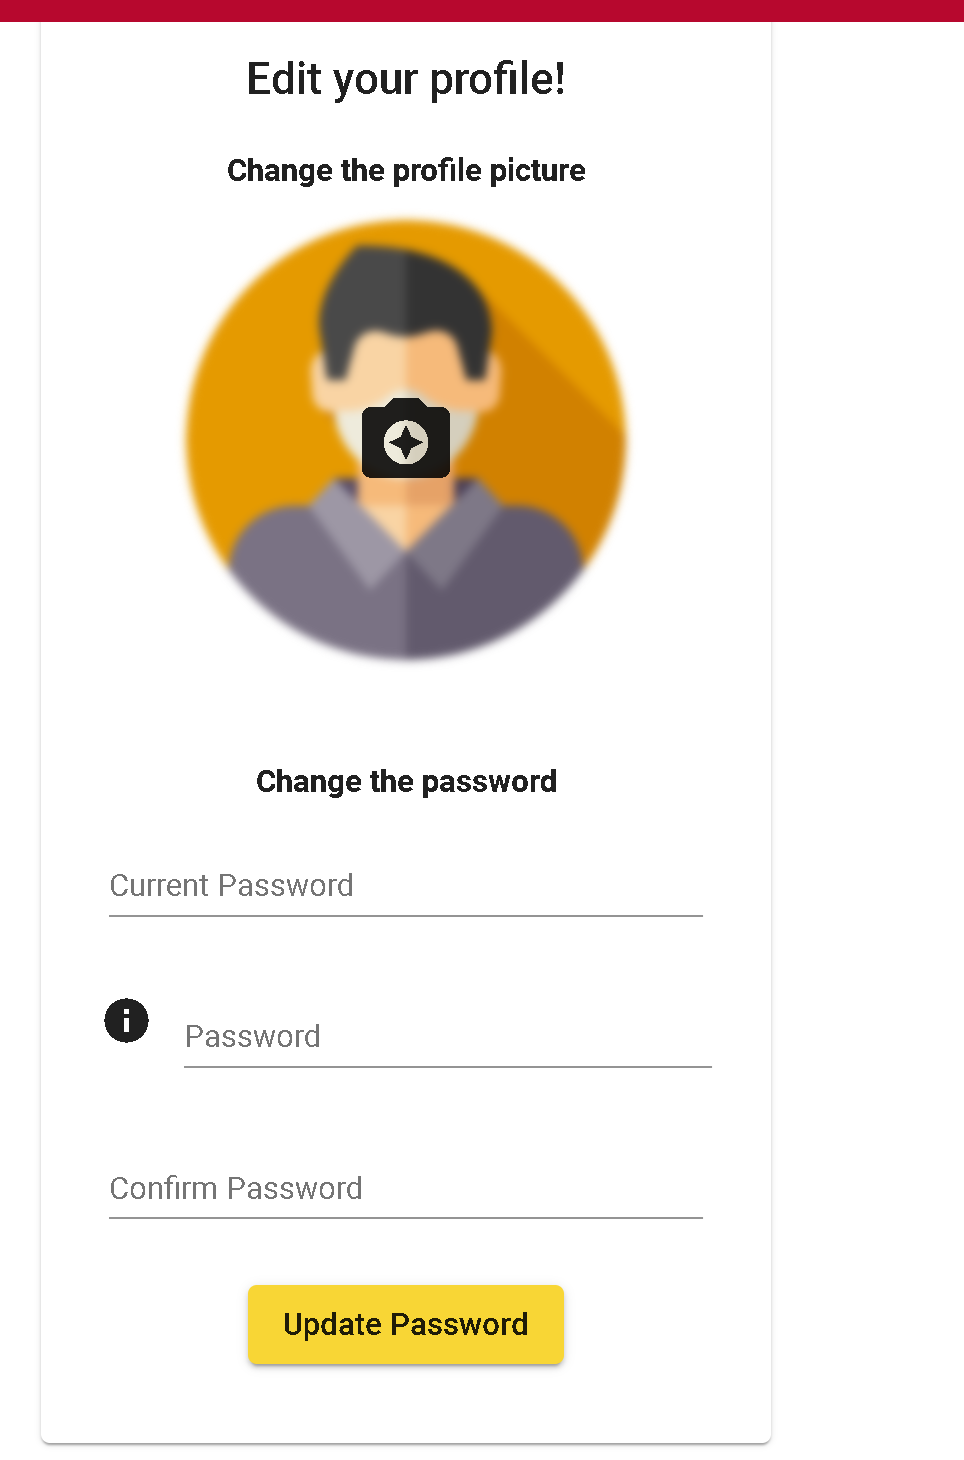 Edit your profile!
Change the profile picture
Change the password
Current Password
Password
Confirm Password
Update Password